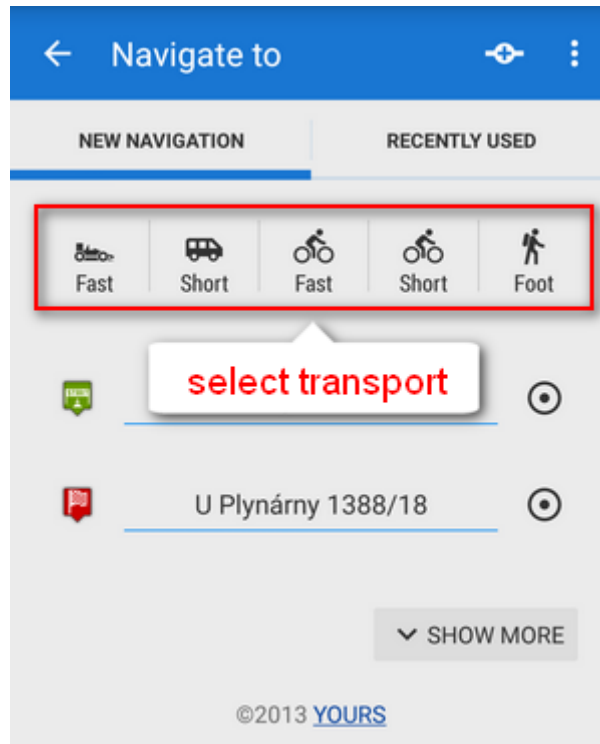 Navigate to
NEW NAVIGATION RECENTLY USED
Fast Short Fast Short Foot
select transport
U Plynárny 1388/18
SHOW MORE
©2013 YOURS